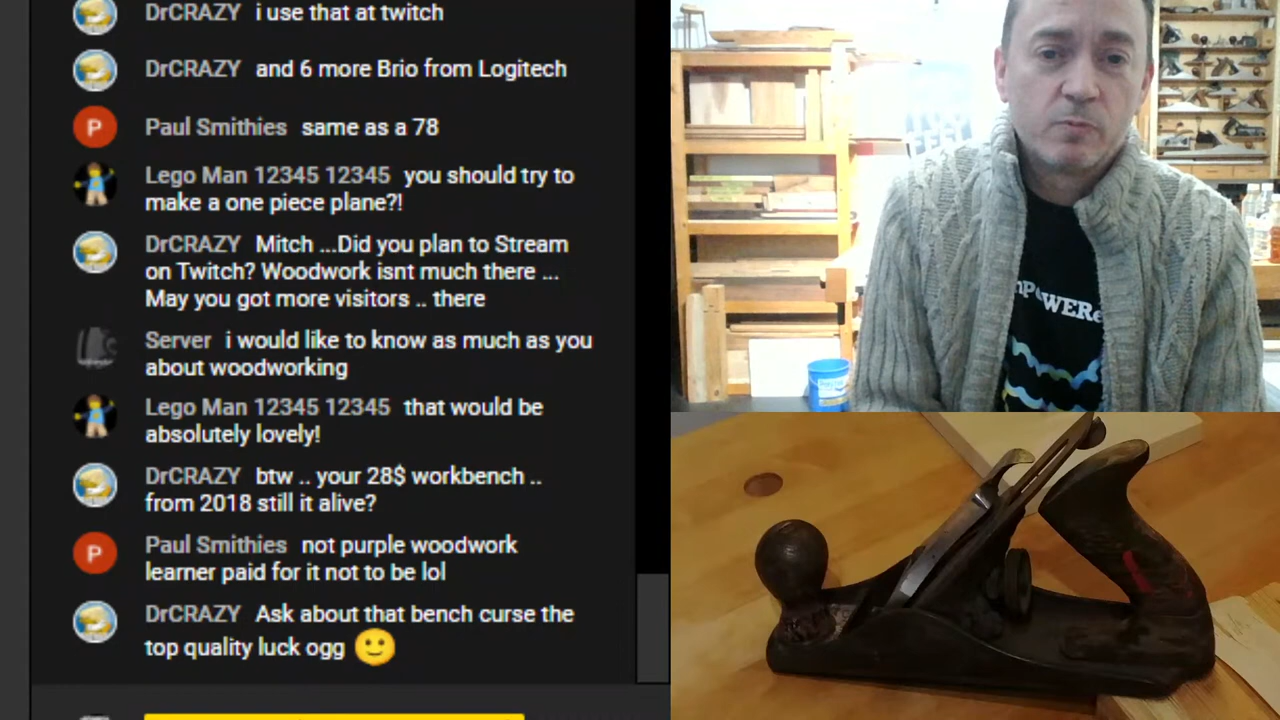 DrCRAZY i use that at twitch
DrCRAZY and 6 more Brio from Logitech
P Paul Smithies same as a 78
Lego Man 12345 12345 you should try to
make a one piece plane?!
DrCRAZY Mitch ...Did you plan to Stream
on Twitch? Woodwork isnt much there ...
May you got more visitors .. there
Server i would like to know as much as you
about woodworking
Lego Man 12345 12345 that would be
absolutely lovely!
DrCRAZY btw .. your 28$ workbench ..
from 2018 still it alive?
P Paul Smithies not purple woodwork
learner paid for it not to be lol
DrCRAZY Ask about that bench curse the
top quality luck ogg 🙂